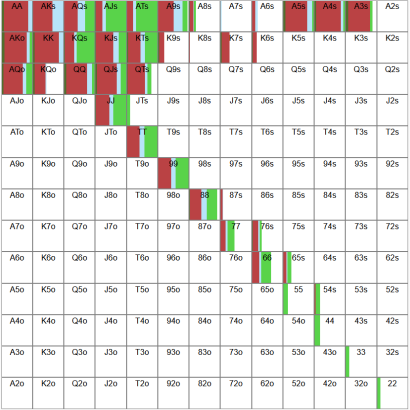 AA AKs AQs AJs ATs A9s A8s A7s A6s A5s A4s A3s A2s
AKo KK KQs KJs KTs K9s K8s K7s K6s K5s K4s K3s K2s
AQo KQo QQ QJs QTs Q9s Q8s Q7s Q6s Q5s Q4s Q3s Q2s
AJo KJo QJo JJ JTs J9s J8s J7s J6s J5s J4s J3s J2s
ATo KTo QTo JTo TT T9s T8s T7s T6s T5s T4s T3s T2s
A9o K9o Q9o J9o T9o 99 98s 97s 96s 95s 94s 93s 92s
A8o K8o Q8o J8o T8o 98o 88 87s 86s 85s 84s 83s 82s
A7o K7o Q7o J7o T7o 97o 87o 77 76s 75s 74s 73s 72s
A6o K6o Q6o J6o T6o 96o 86o 76o 66 65s 64s 63s 62s
A5o K5o Q5o J5o T5o 95o 85o 75o 65o 55 54s 53s 52s
A4o K4o Q4o J4o T4o 94o 84o 74o 64o 54o 44 43s 42s
A3o K3o Q3o J3o T3o 93o 83o 73o 63o 53o 43o 33 32s
A2o K2o Q2o J2o T2o 92o 82o 72o 62o 52o 42o 32o 22